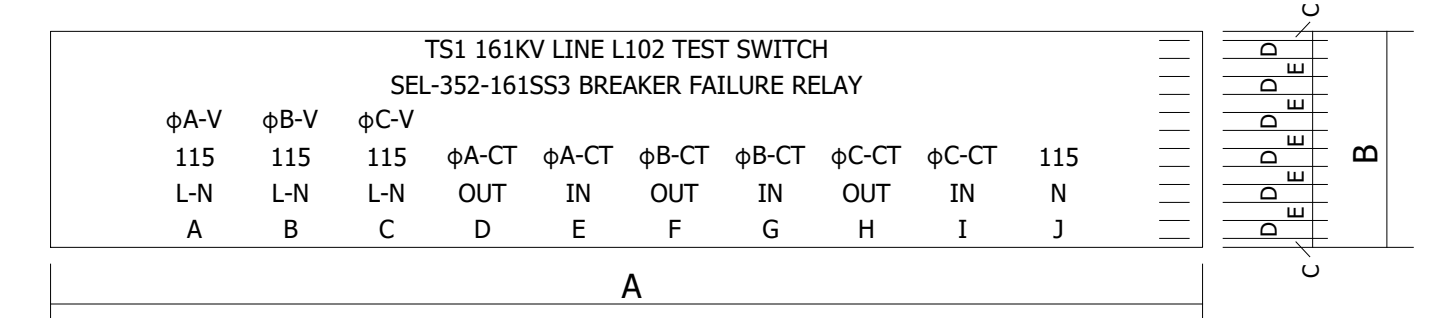 TS1 161KV LINE L102 TEST SWITCH
SEL-352-161SS3 BREAKER FAILURE RELAY
ϕA-V ϕB-V ϕC-V
115 115 115 ϕA-CT ϕA-CT ϕB-CT ϕB-CT ϕC-CT ϕC-CT 115
L-N L-N L-N OUT IN OUT IN OUT IN N
A B C D E F G H I J
C
D
E
D
E
D
E
D
E
D
E
D
C
B
A